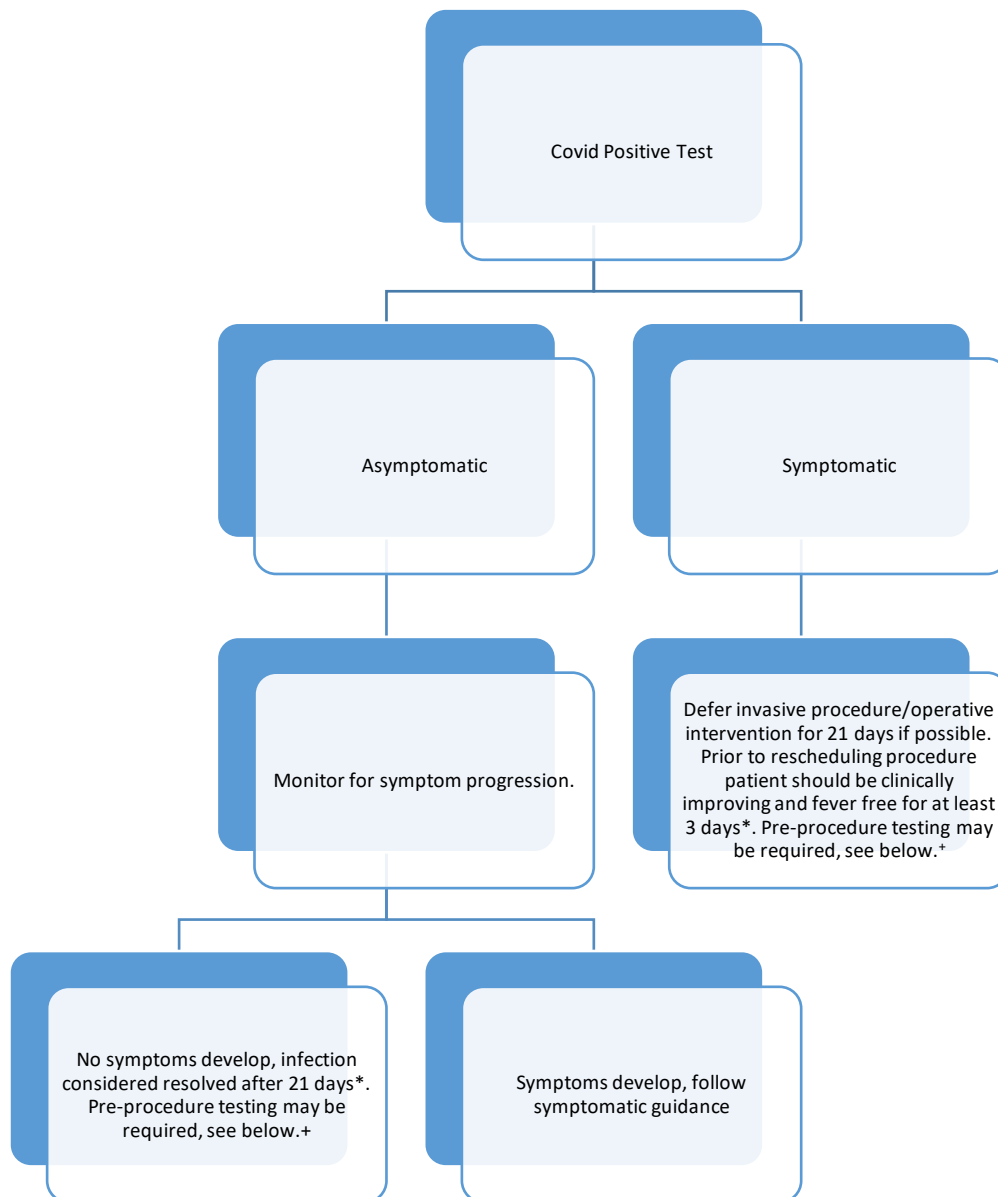 Covid Positive Test
Asymptomatic
Symptomatic
Monitor for symptom progression.
Defer invasive procedure/operative
intervention for 21 days if possible.
Prior to rescheduling procedure
patient should be clinically
improving and fever free for at least
3 days*. Pre-procedure testing may
be required, see below.⁺
No symptoms develop, infection
considered resolved after 21 days*.
Pre-procedure testing may be
required, see below.+
Symptoms develop, follow
symptomatic guidance